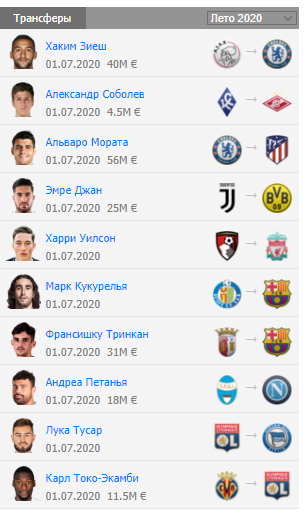 Трансферы Лето 2020
Хаким Зиеш
01.07.2020 40M €
Александр Соболев
01.07.2020 4.5M €
Альваро Мората
01.07.2020 56M €
Эмре Джан
01.07.2020 25M €
Харри Уилсон
01.07.2020
Марк Кукурелья
01.07.2020
Франсишку Тринкан
01.07.2020 31M €
Андреа Петанья
01.07.2020 18M €
Лука Тусар
01.07.2020
Карл Токо-Экамби
01.07.2020 11.5M €